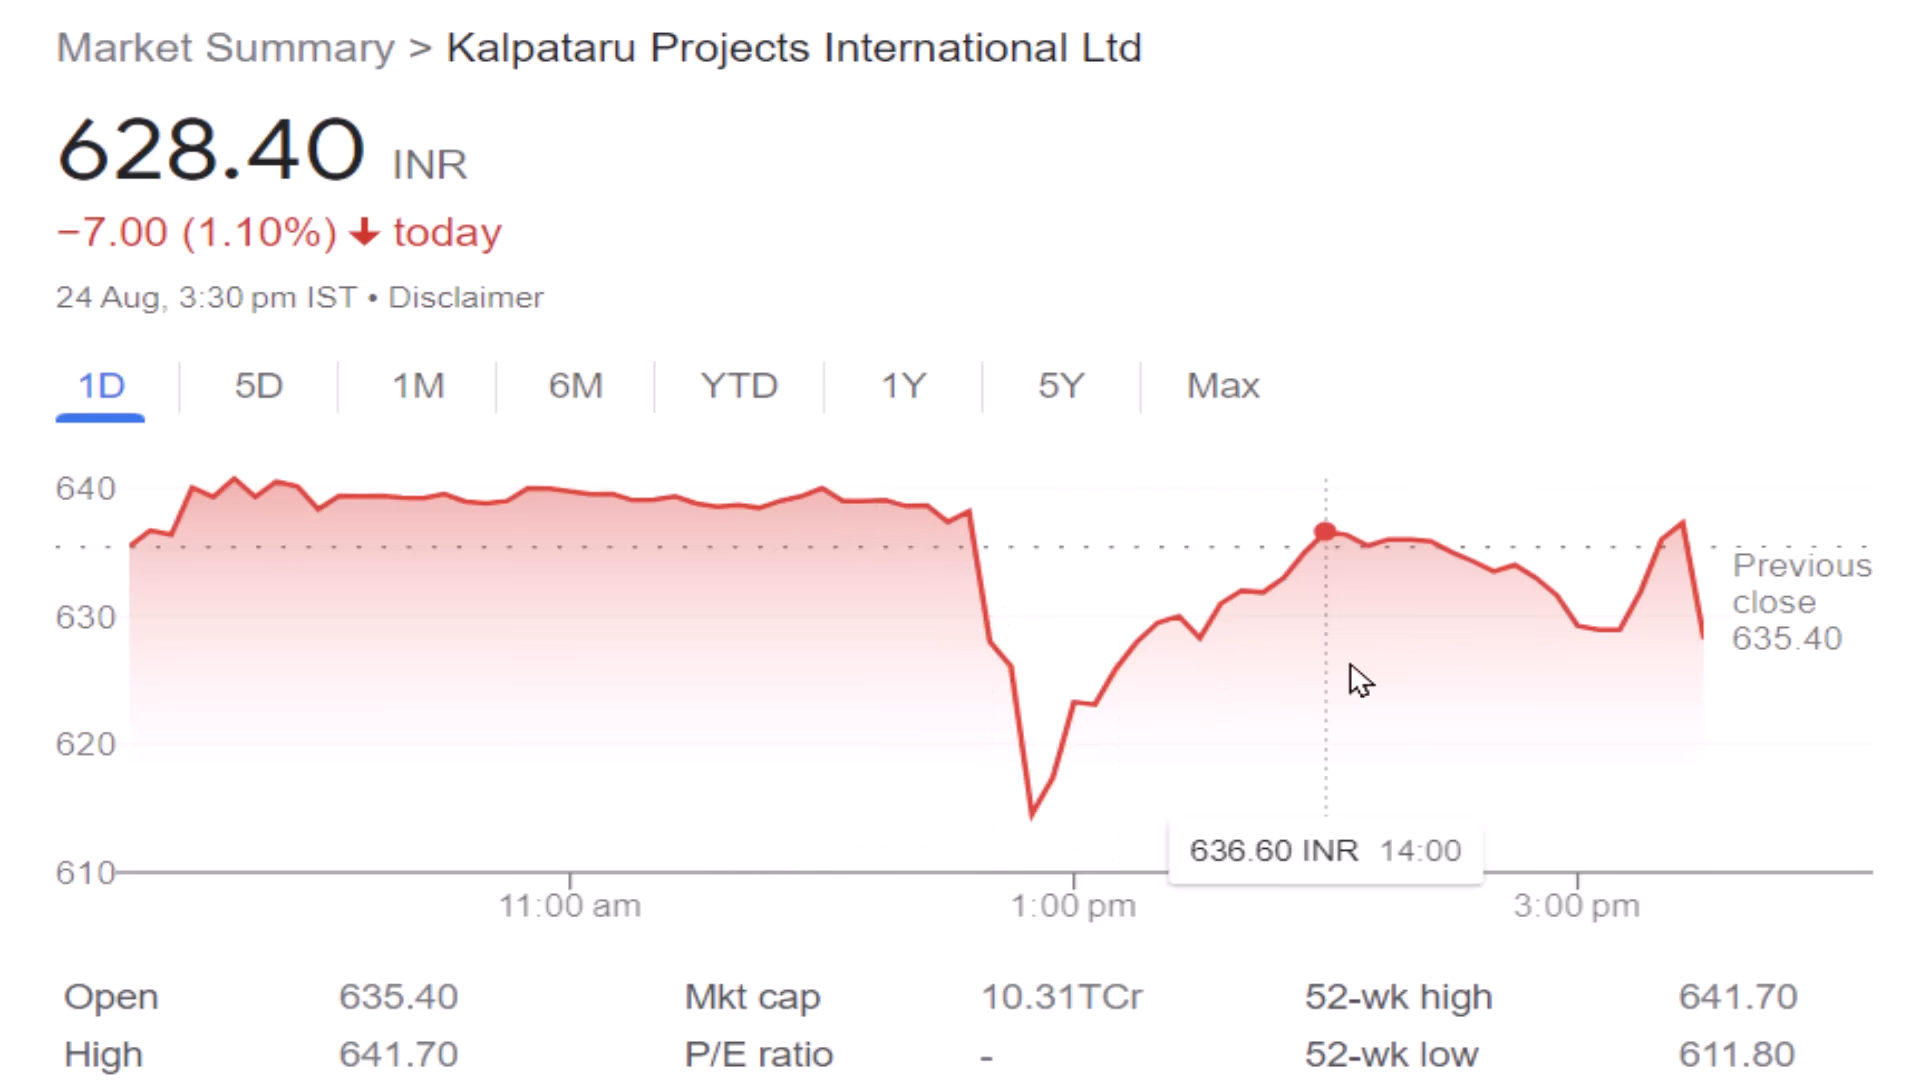 Market Summary > Kalpataru Projects International Ltd
628.40 INR
−7.00 (1.10%) ↓ today
24 Aug, 3:30 pm IST • Disclaimer
1D 5D 1M 6M YTD 1Y 5Y Max
640
630
620
610
Previous
close
635.40
636.60 INR 14:00
11:00 am 1:00 pm 3:00 pm
Open 635.40 Mkt cap 10.31TCr 52-wk high 641.70
High 641.70 P/E ratio - 52-wk low 611.80